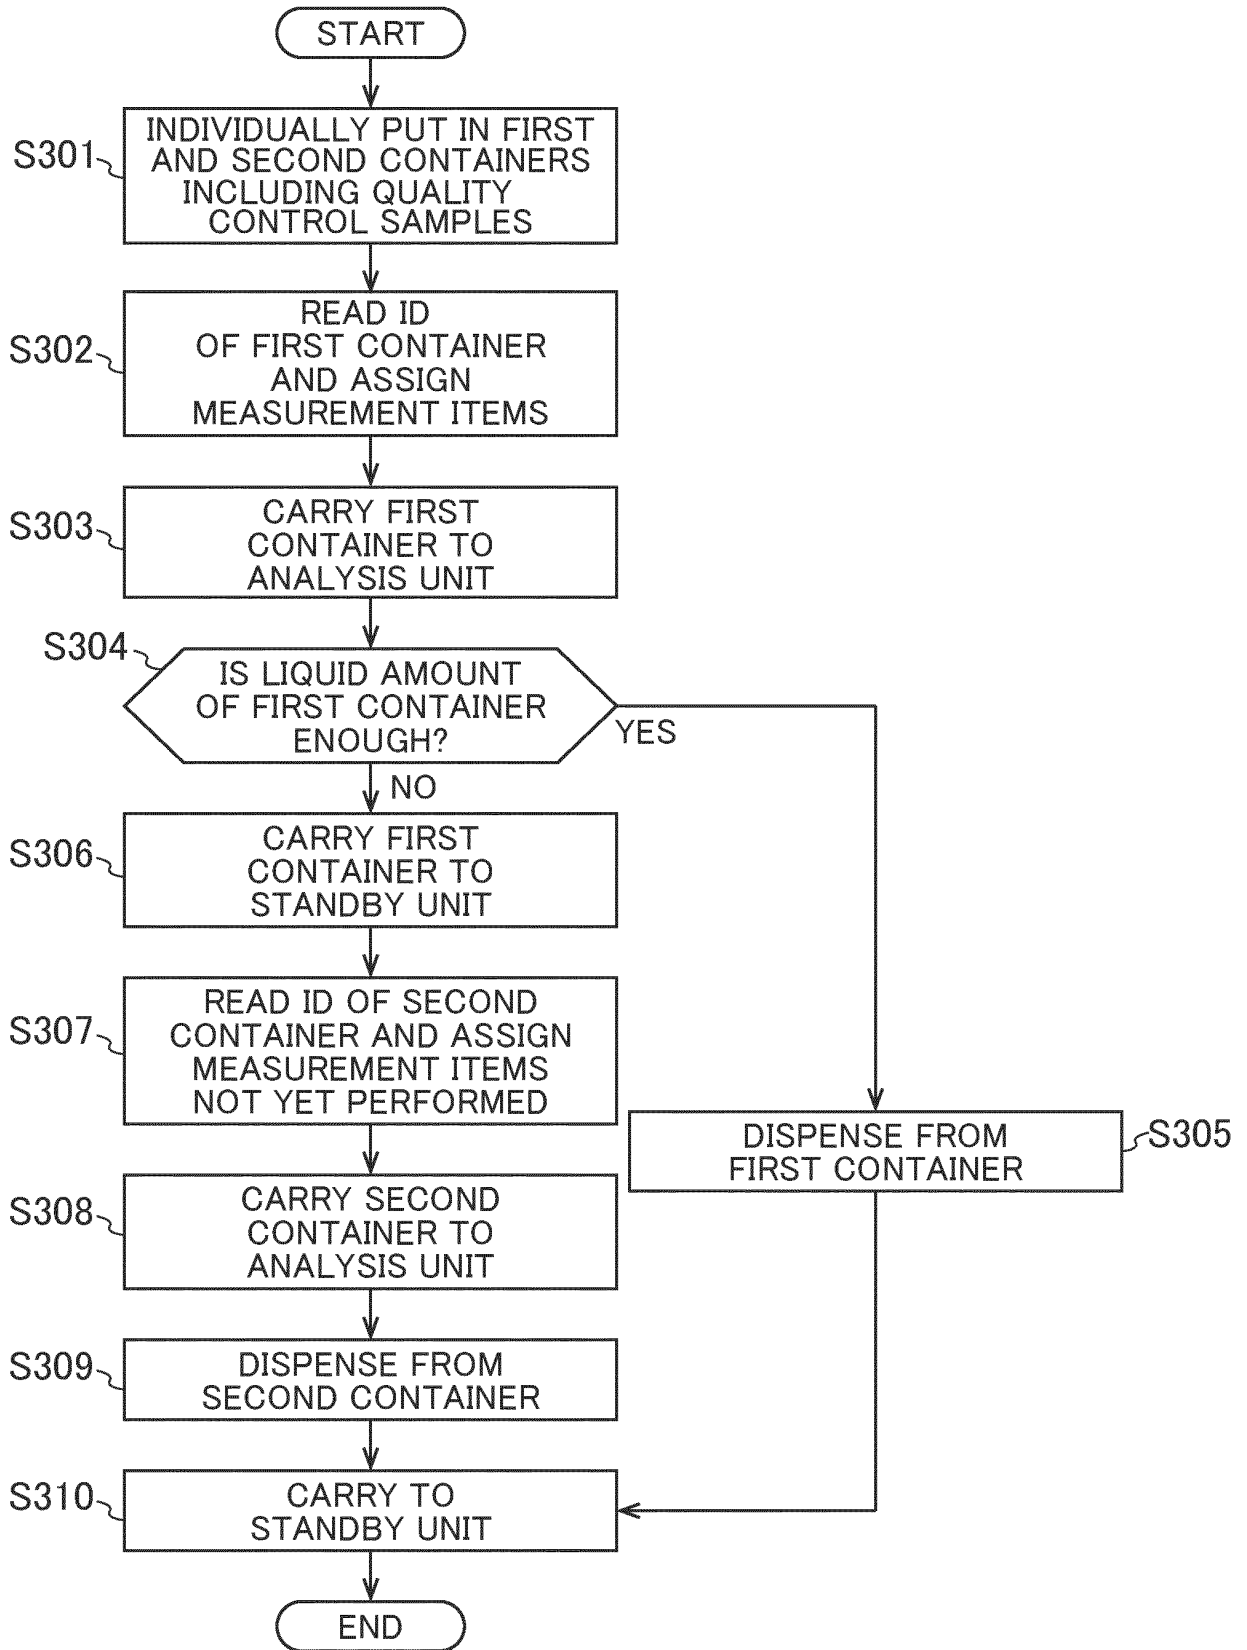 START
S301
INDIVIDUALLY PUT IN FIRST
AND SECOND CONTAINERS
INCLUDING QUALITY
CONTROL SAMPLES
S302
READ ID
OF FIRST CONTAINER
AND ASSIGN
MEASUREMENT ITEMS
S303
CARRY FIRST
CONTAINER TO
ANALYSIS UNIT
S304
IS LIQUID AMOUNT
OF FIRST CONTAINER
ENOUGH?
YES
NO
S306
CARRY FIRST
CONTAINER TO
STANDBY UNIT
S307
READ ID OF SECOND
CONTAINER AND ASSIGN
MEASUREMENT ITEMS
NOT YET PERFORMED
DISPENSE FROM
FIRST CONTAINER
S305
S308
CARRY SECOND
CONTAINER TO
ANALYSIS UNIT
S309
DISPENSE FROM
SECOND CONTAINER
S310
CARRY TO
STANDBY UNIT
END